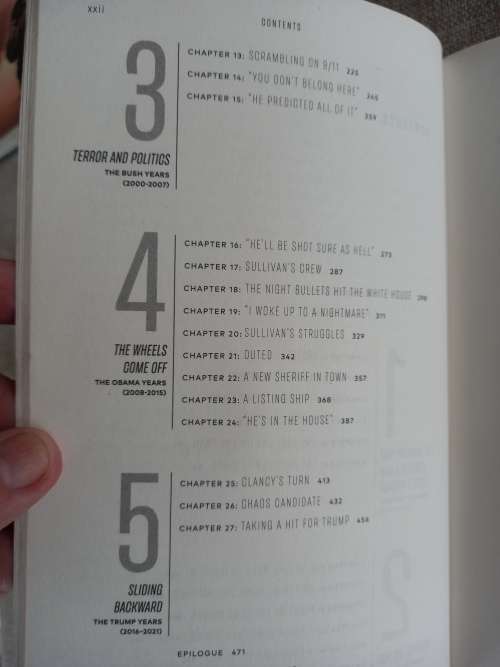 xxii
CONTENTS
3
TERROR AND POLITICS
THE BUSH YEARS
(2000-2007)
CHAPTER 13: SCRAMBLING ON 9/11 225
CHAPTER 14: "YOU DON'T BELONG HERE" 245
CHAPTER 15: "HE PREDICTED ALL OF IT" 259
4
THE WHEELS
COME OFF
THE OBAMA YEARS
(2008-2015)
CHAPTER 16: "HE'LL BE SHOT SURE AS HELL" 273
CHAPTER 17: SULLIVAN'S CREW 287
CHAPTER 18: THE NIGHT BULLETS HIT THE WHITE HOUSE 298
CHAPTER 19: "I WOKE UP TO A NIGHTMARE" 311
CHAPTER 20: SULLIVAN'S STRUGGLES 329
CHAPTER 21: OUTED 342
CHAPTER 22: A NEW SHERIFF IN TOWN 357
CHAPTER 23: A LISTING SHIP 368
CHAPTER 24: "HE'S IN THE HOUSE" 387
5
SLIDING
BACKWARD
THE TRUMP YEARS
(2016-2021)
CHAPTER 25: CLANCY'S TURN 413
CHAPTER 26: CHAOS CANDIDATE 432
CHAPTER 27: TAKING A HIT FOR TRUMP
EPILOGUE 471